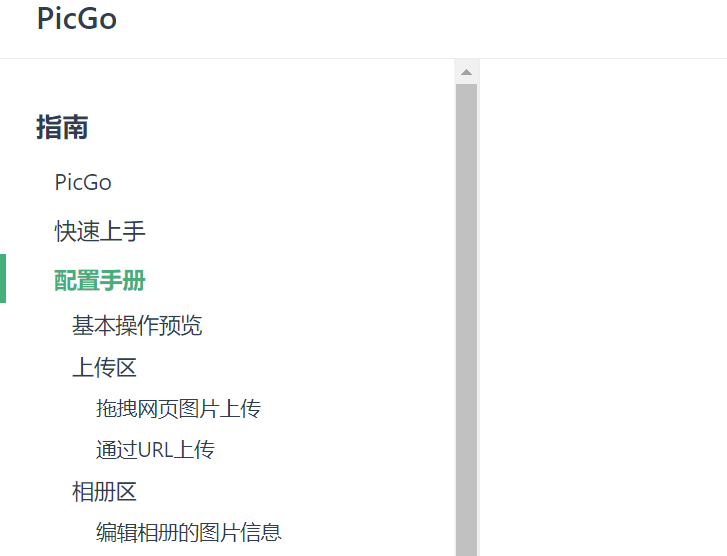 PicGo
指南
PicGo
快速上手
配置手册
基本操作预览
上传区
拖拽网页图片上传
通过URL上传
相册区
编辑相册的图片信息